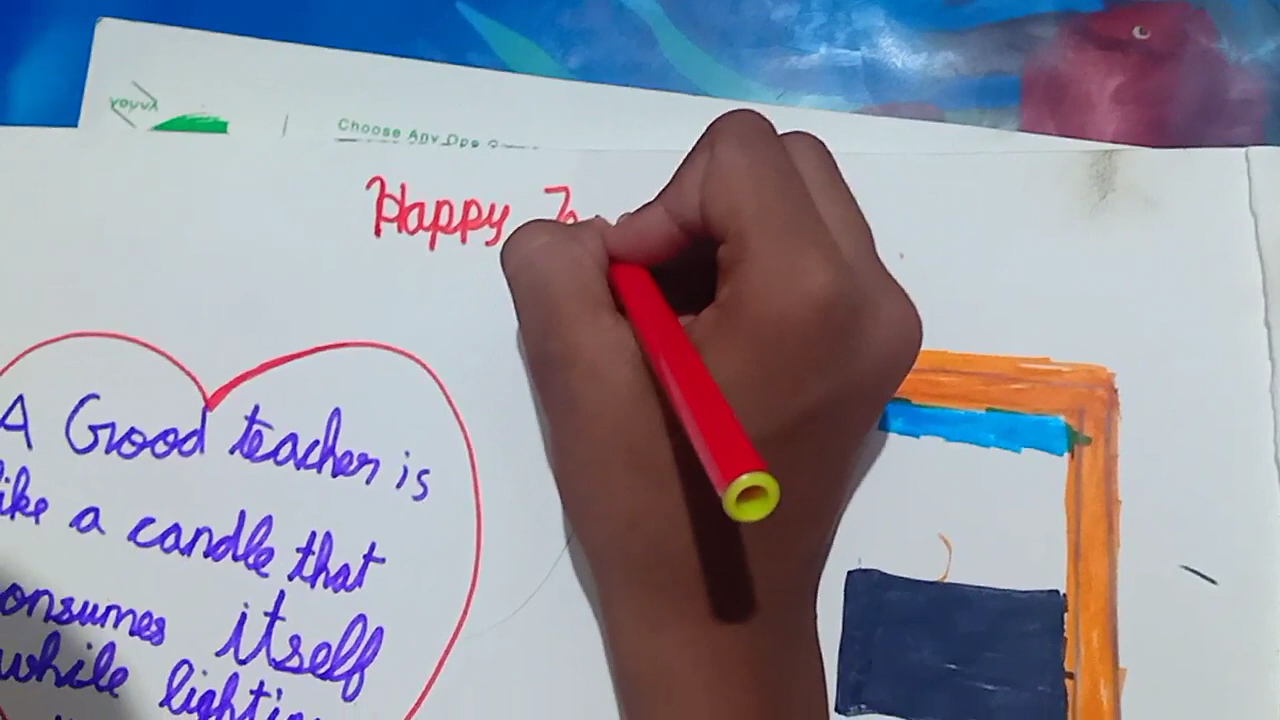 Choose Any One
Happy
A Good teacher is
like a candle that
consumes itself
while